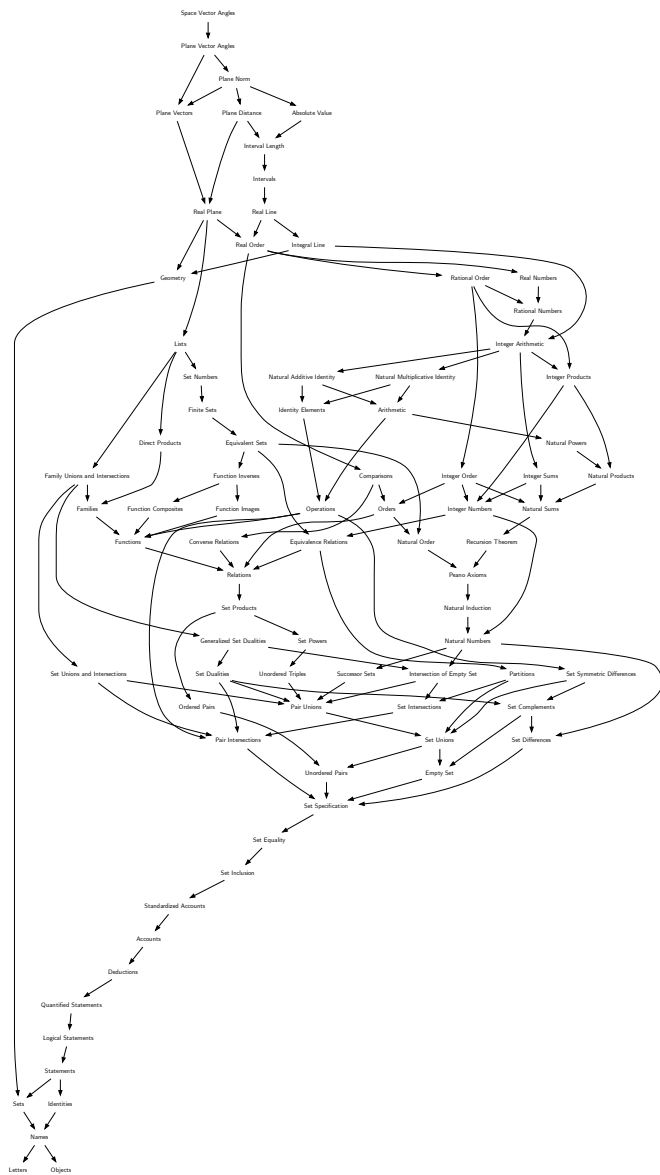 Space Vector Angles
Plane Vector Angles
Plane Norm
Plane Vectors Plane Distance Absolute Value
Interval Length
Intervals
Real Plane Real Line
Real Order Integral Line
Geometry Rational Order Real Numbers
Rational Numbers
Lists Integer Arithmetic
Set Numbers Natural Additive Identity Natural Multiplicative Identity Integer Products
Finite Sets Identity Elements Arithmetic
Direct Products Equivalent Sets Natural Powers
Family Unions and Intersections Function Inverses Comparisons Integer Order Integer Sums Natural Products
Families Function Composites Function Images Operations Orders Integer Numbers Natural Sums
Functions Converse Relations Equivalence Relations Natural Order Recursion Theorem
Relations Peano Axioms
Set Products Natural Induction
Generalized Set Dualities Set Powers Natural Numbers
Set Unions and Intersections Set Dualities Unordered Triples Successor Sets Intersection of Empty Set Partitions Set Symmetric Differences
Ordered Pairs Pair Unions Set Intersections Set Complements
Pair Intersections Set Unions Set Differences
Unordered Pairs Empty Set
Set Specification
Set Equality
Set Inclusion
Standardized Accounts
Accounts
Deductions
Quantified Statements
Logical Statements
Statements
Sets Identities
Names
Letters Objects